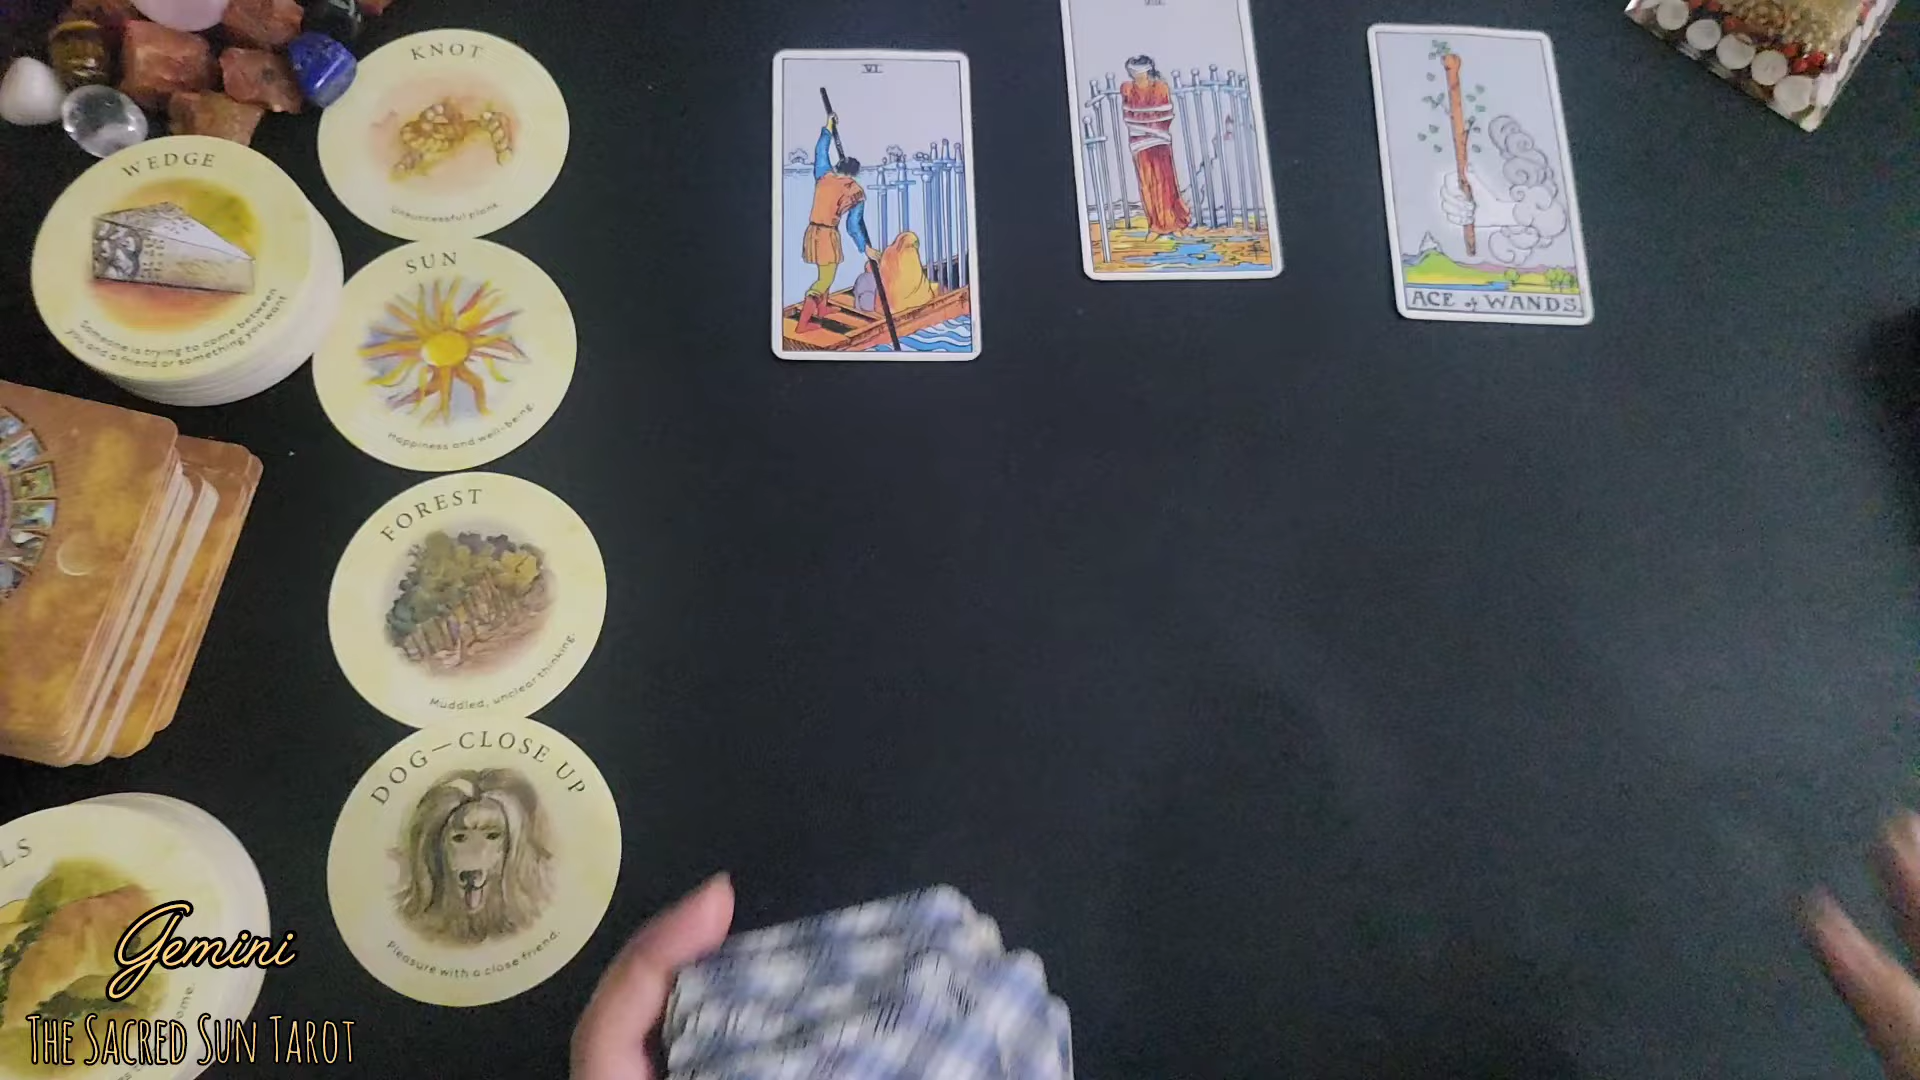 KNOT
Unsuccessful plans.
WEDGE
Someone is trying to come between
you and a friend or something you want.
SUN
Happiness and well-being.
FOREST
Muddled, unclear thinking.
DOG—CLOSE UP
Pleasure with a close friend.
VI
ACE of WANDS.
LS
ome.
Gemini
THE SACRED SUN TAROT